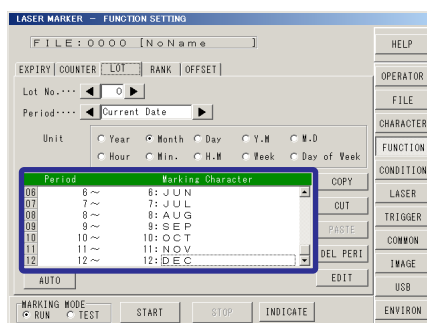 LASER MARKER － FUNCTION SETTING
FILE:0000 [NoName ]
HELP
EXPIRY COUNTER LOT RANK OFFSET
OPERATOR
Lot No.‥‥ 0
FILE
Period‥‥ Current Date
CHARACTER
Unit Year Month Day Y.M M.D
FUNCTION
Hour Min. H.M Week Day of Week
CONDITION
Period Marking Character
COPY
06 6～ 6:JUN
LASER
07 7～ 7:JUL
CUT
08 8～ 8:AUG
TRIGGER
09 9～ 9:SEP
PASTE
10 10～ 10:OCT
COMMON
11 11～ 11:NOV
DEL PERI
12 12～ 12:DEC
IMAGE
AUTO
EDIT
USB
MARKING MODE
RUN TEST
START STOP INDICATE
ENVIRON